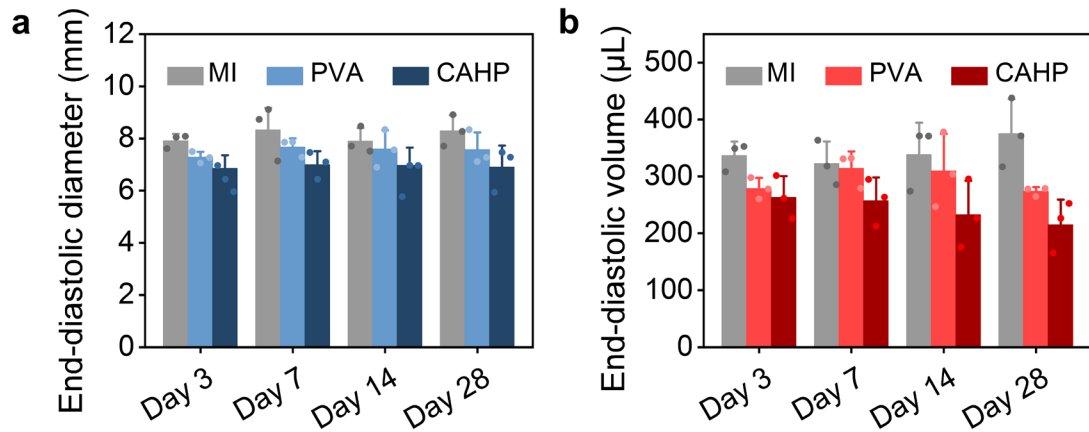 a
End-diastolic diameter (mm)
12
10
8
6
4
2
0
MI PVA CAHP
Day 3 Day 7 Day 14 Day 28
b
End-diastolic volume (μL)
500
400
300
200
100
0
MI PVA CAHP
Day 3 Day 7 Day 14 Day 28